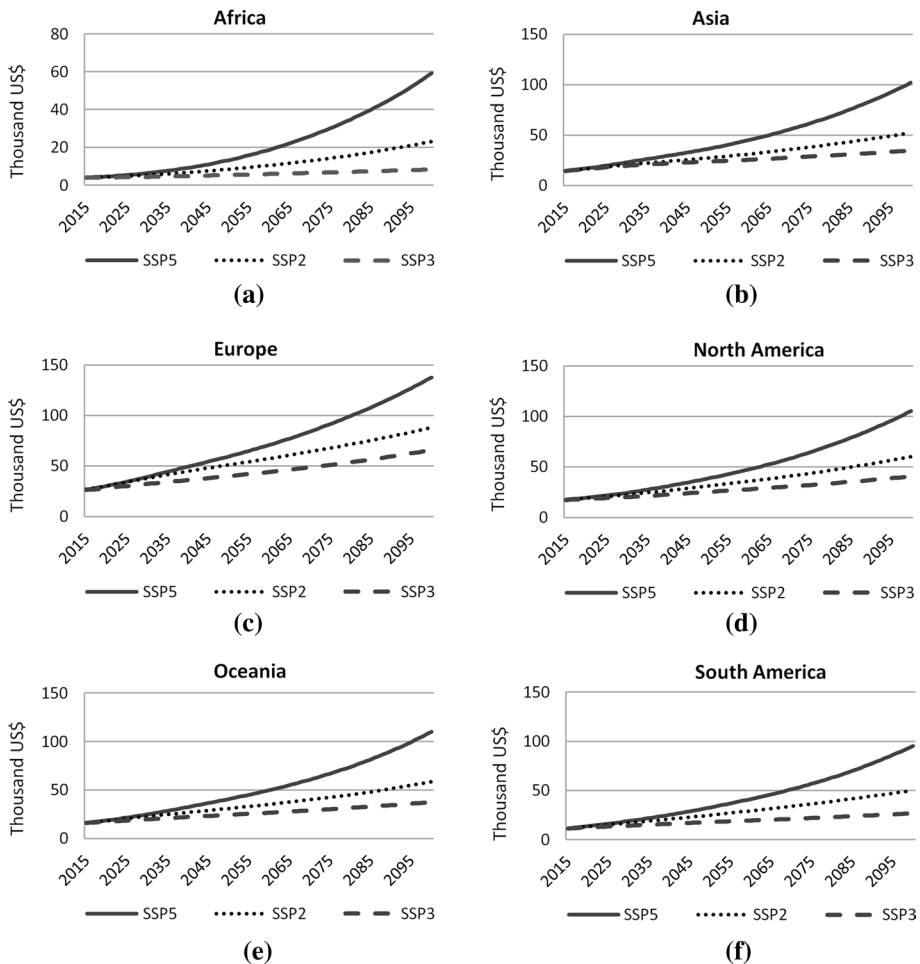 Africa
Thousand US$
80
60
40
20
0
2015 2025 2035 2045 2055 2065 2075 2085 2095
SSP5 SSP2 SSP3
(a)
Asia
Thousand US$
150
100
50
0
2015 2025 2035 2045 2055 2065 2075 2085 2095
SSP5 SSP2 SSP3
(b)
Europe
Thousand US$
150
100
50
0
2015 2025 2035 2045 2055 2065 2075 2085 2095
SSP5 SSP2 SSP3
(c)
North America
Thousand US$
150
100
50
0
2015 2025 2035 2045 2055 2065 2075 2085 2095
SSP5 SSP2 SSP3
(d)
Oceania
Thousand US$
150
100
50
0
2015 2025 2035 2045 2055 2065 2075 2085 2095
SSP5 SSP2 SSP3
(e)
South America
Thousand US$
150
100
50
0
2015 2025 2035 2045 2055 2065 2075 2085 2095
SSP5 SSP2 SSP3
(f)